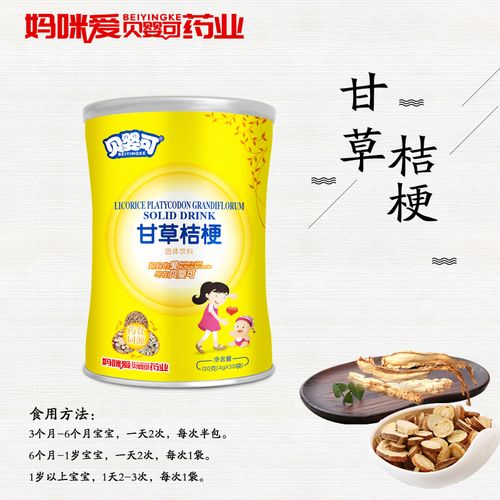 妈咪爱贝婴可药业
BEIYINGKE
甘草
桔梗
贝婴可
BEIYINGKE
LICORICE PLATYCODON GRANDIFLORUM
SOLID DRINK
甘草桔梗
固体饮料
净含量
120克(4gX30袋)
妈咪爱贝婴可药业
食用方法：
3个月-6个月宝宝，一天2次，每次半包。
6个月-1岁宝宝，一天2次，每次1袋。
1岁以上宝宝，1天2-3次，每次1袋。